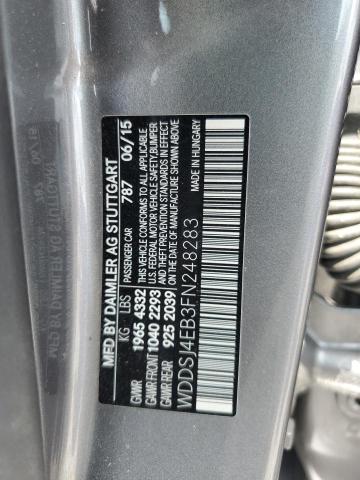 MFD BY DAIMLER AG STUTTGART
KG LBS PASSENGER CAR 787 06/15
GVWR 1965 4332 THIS VEHICLE CONFORMS TO ALL APPLICABLE
GAWR FRONT 1040 2293 U.S. FEDERAL MOTOR VEHICLE SAFETY,BUMPER
AND THEFT PREVENTION STANDARDS IN EFFECT
GAWR REAR 925 2039 ON THE DATE OF MANUFACTURE SHOWN ABOVE.
WDDSJ4EB3FN248283 MADE IN HUNGARY